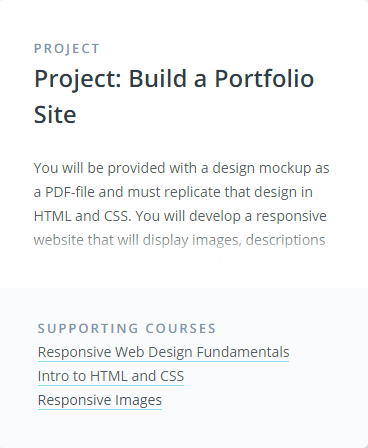 PROJECT
Project: Build a Portfolio
Site
You will be provided with a design mockup as
a PDF-file and must replicate that design in
HTML and CSS. You will develop a responsive
website that will display images, descriptions
SUPPORTING COURSES
Responsive Web Design Fundamentals
Intro to HTML and CSS
Responsive Images